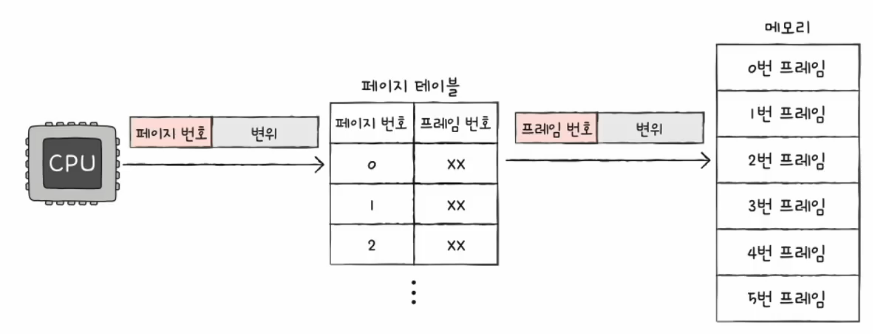 메모리
페이지 테이블
CPU
페이지 번호 변위
페이지 번호 프레임 번호
0 xx
1 xx
2 xx
프레임 번호 변위
0번 프레임
1번 프레임
2번 프레임
3번 프레임
4번 프레임
5번 프레임